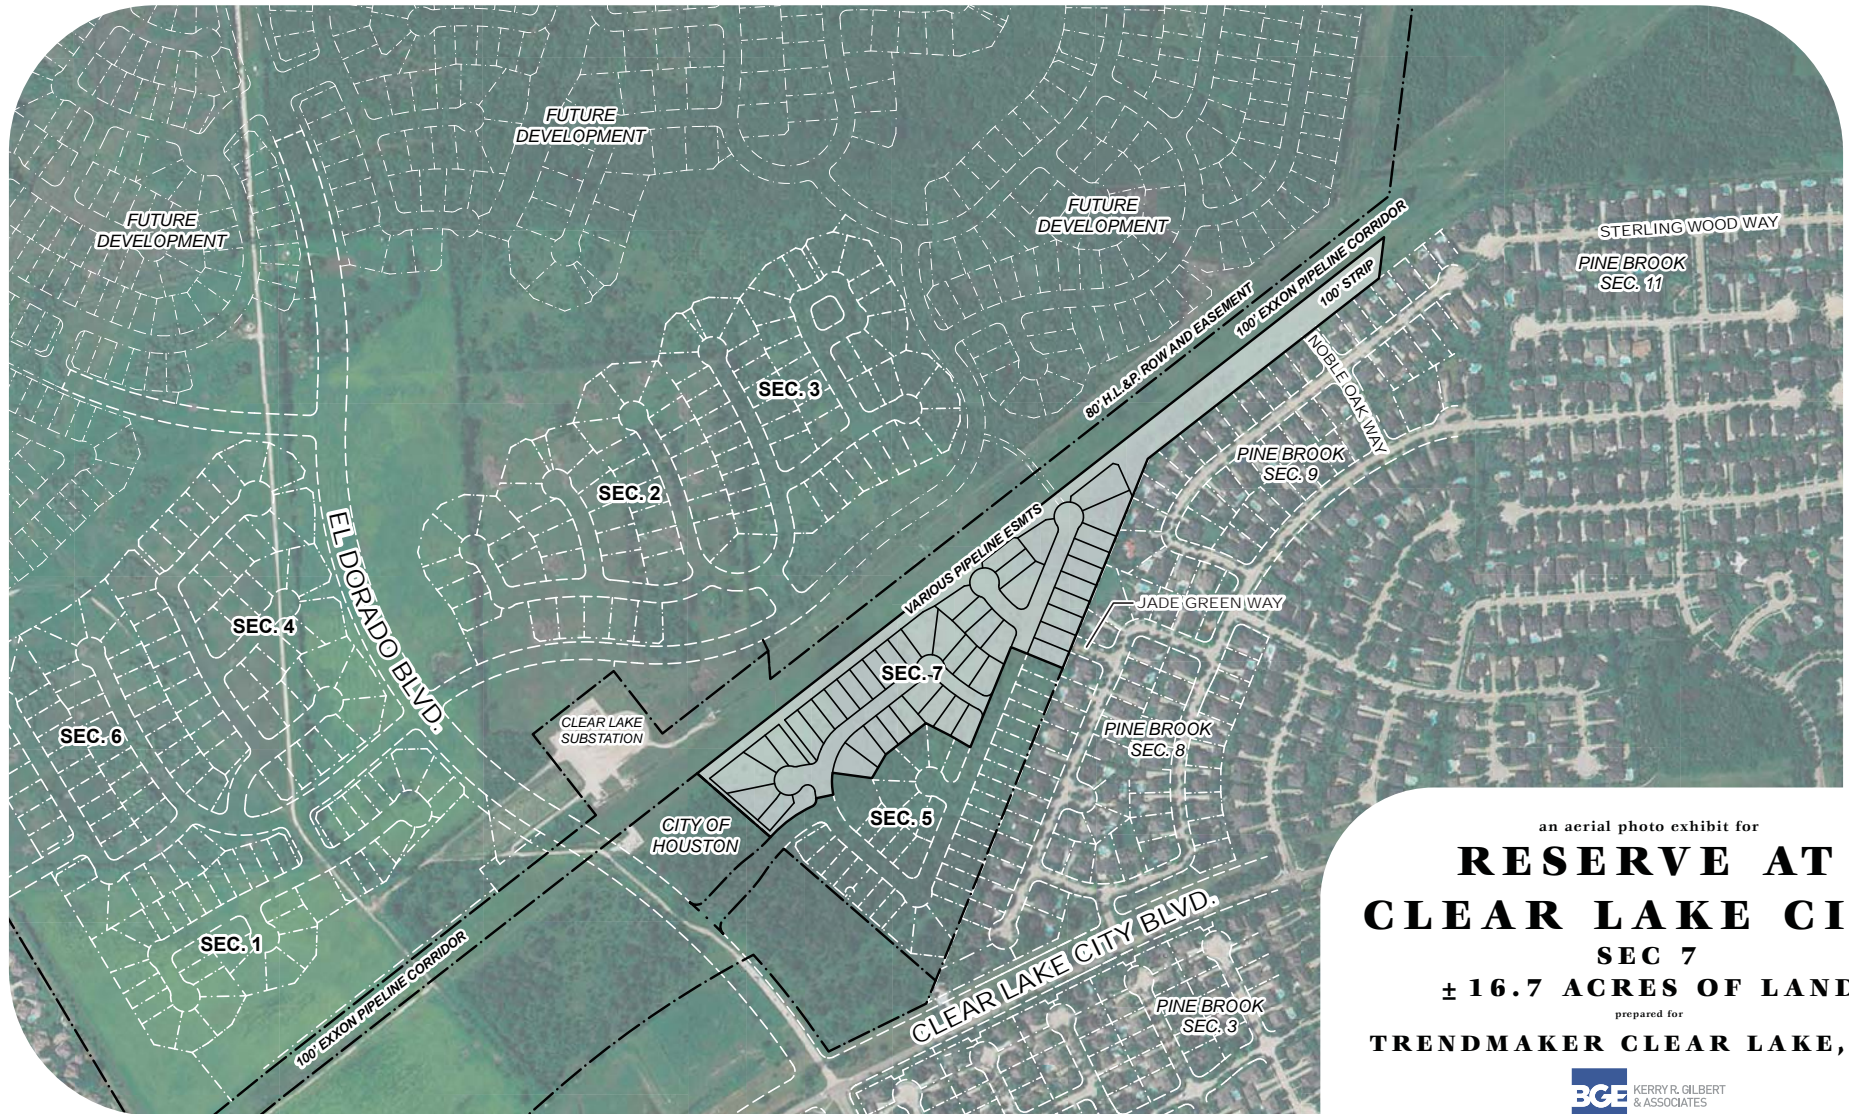 FUTURE
DEVELOPMENT
FUTURE
DEVELOPMENT
FUTURE
DEVELOPMENT
STERLING WOOD WAY
PINE BROOK
SEC. 11
100' EXXON PIPELINE CORRIDOR
100' STRIP
80' H.L.&P. ROW AND EASEMENT
NOBLE OAK WAY
SEC. 3
PINE BROOK
SEC. 9
SEC. 2
VARIOUS PIPELINE ESMTS
EL DORADO BLVD.
JADE GREEN WAY
SEC. 4
SEC. 7
CLEAR LAKE
SUBSTATION
SEC. 6
PINE BROOK
SEC. 8
CITY OF
HOUSTON
SEC. 5
SEC. 1
100' EXXON PIPELINE CORRIDOR
CLEAR LAKE CITY BLVD.
PINE BROOK
SEC. 3
an aerial photo exhibit for
RESERVE AT
CLEAR LAKE CI
SEC 7
± 16.7 ACRES OF LAND
prepared for
TRENDMAKER CLEAR LAKE,
BGE KERRY R. GILBERT
& ASSOCIATES